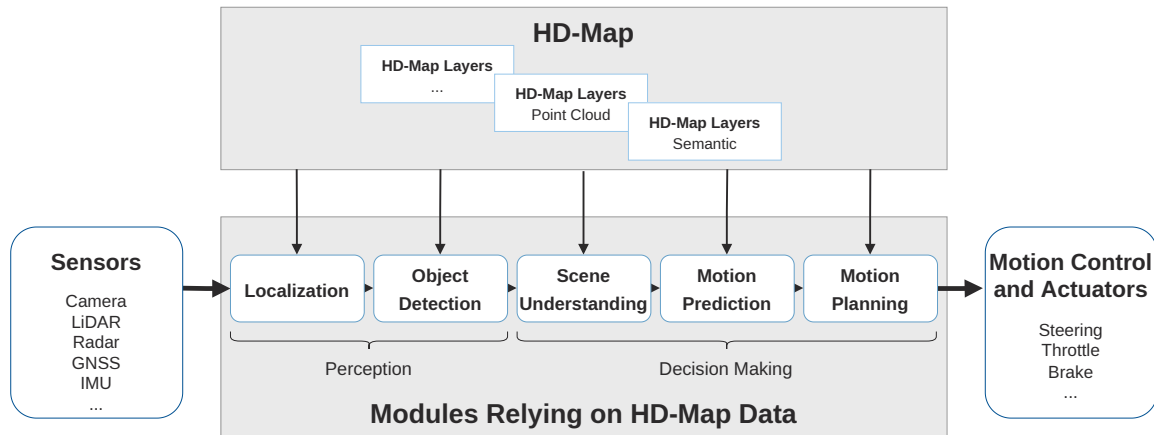 HD-Map
HD-Map Layers
...
HD-Map Layers
Point Cloud
HD-Map Layers
Semantic
Sensors
Camera
LiDAR
Radar
GNSS
IMU
...
Localization
Object
Detection
Scene
Understanding
Motion
Prediction
Motion
Planning
Perception
Decision Making
Modules Relying on HD-Map Data
Motion Control
and Actuators
Steering
Throttle
Brake
...